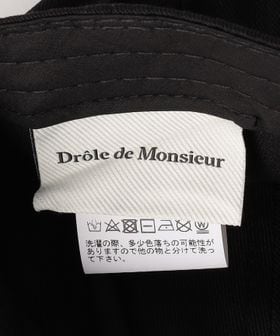 Drôle de Monsieur
洗濯の際、多少色落ちの可能性が
ありますので他の物と分けて洗って
下さい。